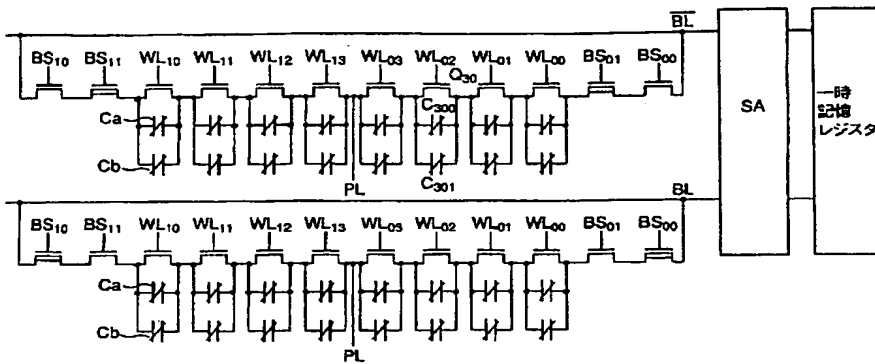 BL
BS10 BS11 WL10 WL11 WL12 WL13 WL03 WL02 WL01 WL00 BS01 BS00
Q30
Ca
C300
Cb
C301
PL
BL
SA
一時
記憶
レジスタ
BS10 BS11 WL10 WL11 WL12 WL13 WL03 WL02 WL01 WL00 BS01 BS00
Ca
Cb
PL